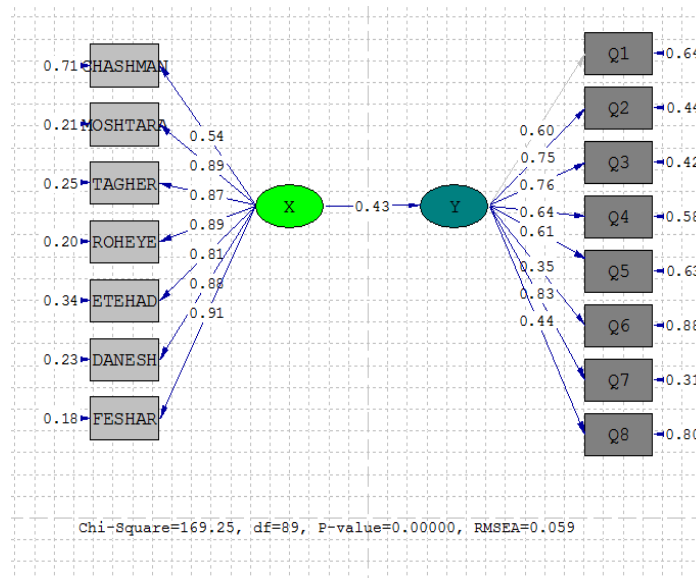 0.71 CHASHMAN
0.21 MOSHTARA
0.25 TAGHER
0.20 ROHEYE
0.34 ETEHAD
0.23 DANESH
0.18 FESHAR
0.54
0.89
0.87
0.89
0.81
0.88
0.91
X
0.43
Y
0.60
0.75
0.76
0.64
0.61
0.35
0.83
0.44
Q1 0.64
Q2 0.44
Q3 0.42
Q4 0.58
Q5 0.63
Q6 0.88
Q7 0.31
Q8 0.80
Chi-Square=169.25, df=89, P-value=0.00000, RMSEA=0.059